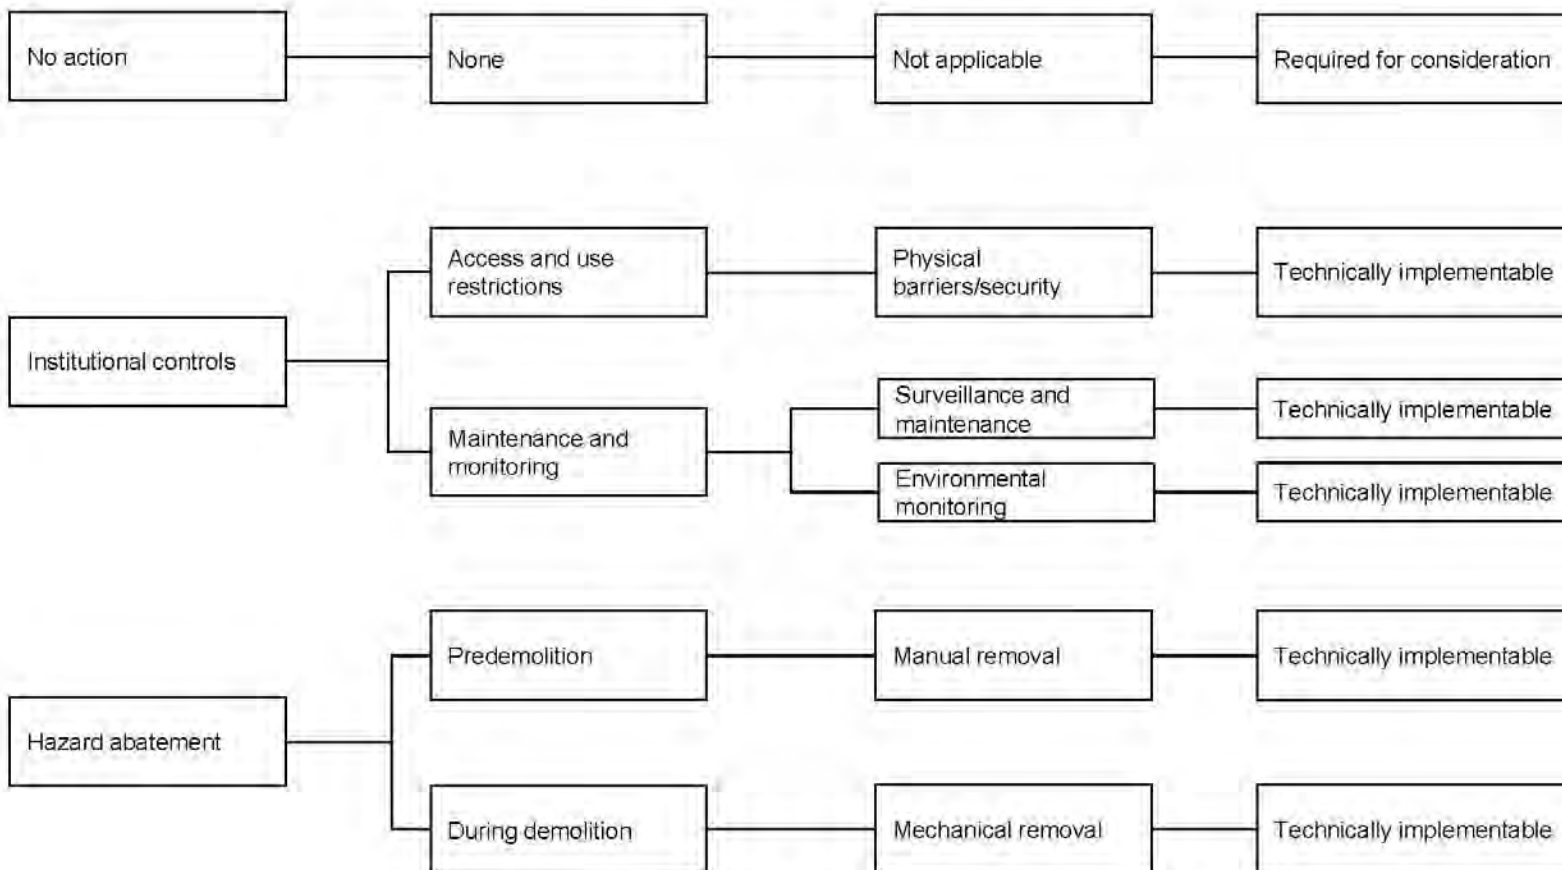 No action
None
Not applicable
Required for consideration
Access and use
restrictions
Physical
barriers/security
Technically implementable
Institutional controls
Maintenance and
monitoring
Surveillance and
maintenance
Technically implementable
Environmental
monitoring
Technically implementable
Hazard abatement
Predemolition
Manual removal
Technically implementable
During demolition
Mechanical removal
Technically implementable